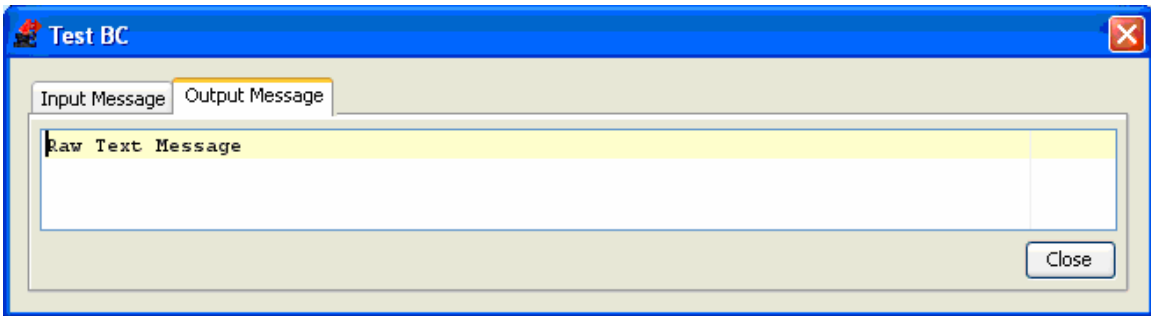 Test BC
Input Message Output Message
Raw Text Message
Close